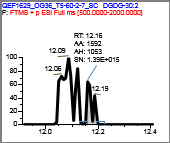 QEF1629_OG36_T5-60-2-7_SC DGDG-30:2
F: FTMS + p ESI Full ms [500.0000-2000.0000]
RT: 12.16
AA: 1592
AH: 1053
SN: 1.39E+015
12.09
12.06
12.19
100
80
60
40
20
0
12.0 12.2 12.4